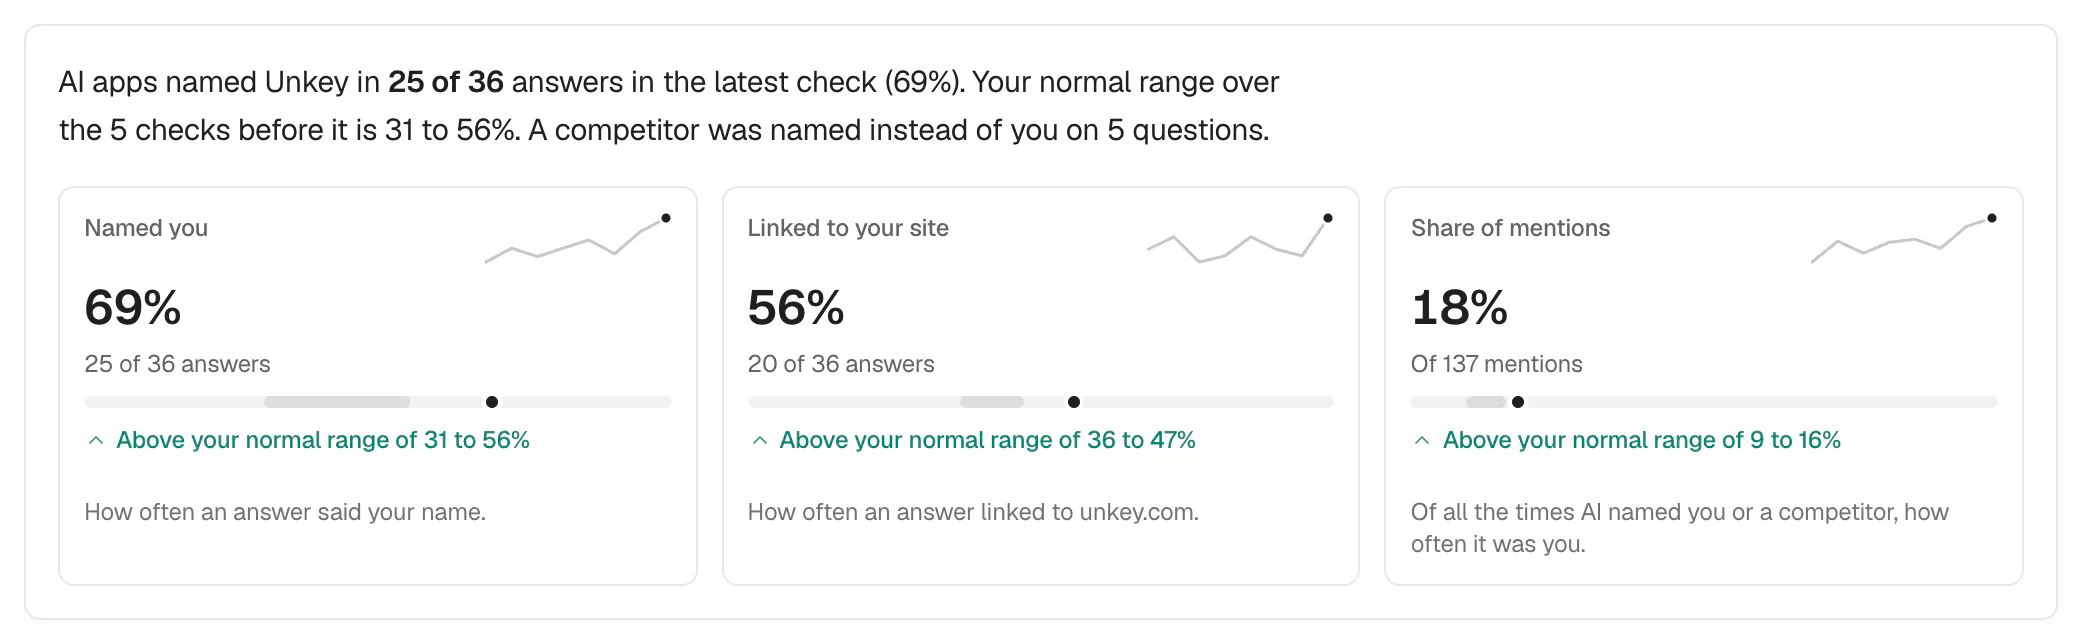 AI apps named Unkey in 25 of 36 answers in the latest check (69%). Your normal range over
the 5 checks before it is 31 to 56%. A competitor was named instead of you on 5 questions.
Named you
69%
25 of 36 answers
Above your normal range of 31 to 56%
How often an answer said your name.
Linked to your site
56%
20 of 36 answers
Above your normal range of 36 to 47%
How often an answer linked to unkey.com.
Share of mentions
18%
Of 137 mentions
Above your normal range of 9 to 16%
Of all the times AI named you or a competitor, how
often it was you.